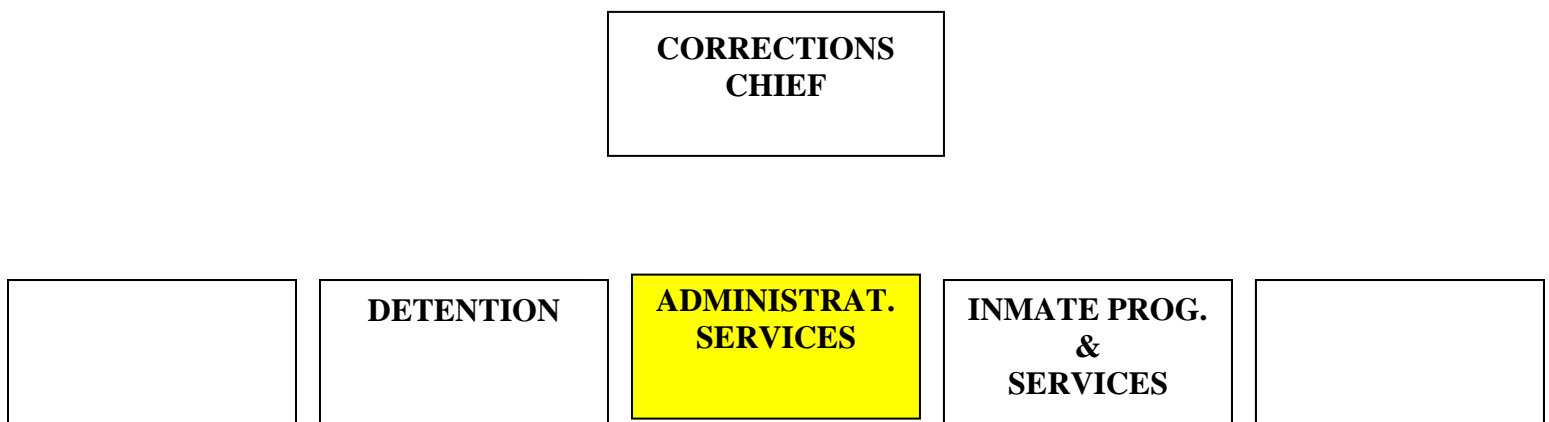 CORRECTIONS
CHIEF
DETENTION
ADMINISTRAT.
SERVICES
INMATE PROG.
&
SERVICES